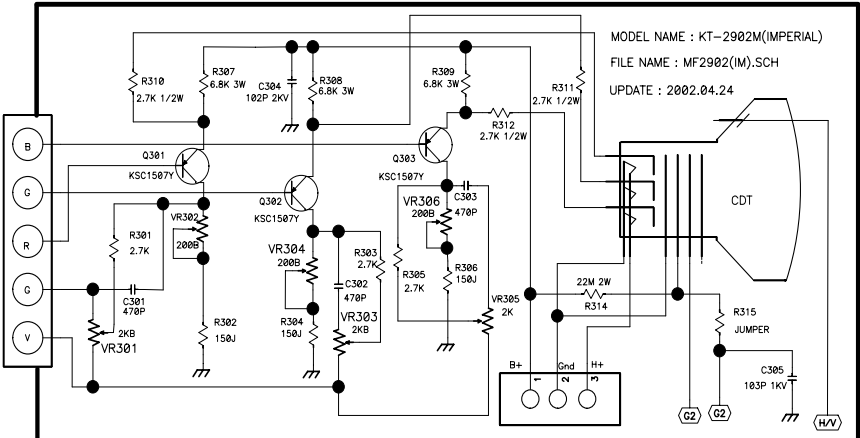 MODEL NAME : KT-2902M(IMPERIAL)
FILE NAME : MF2902(IM).SCH
UPDATE : 2002.04.24
R310
2.7K 1/2W
R307
6.8K 3W
C304
102P 2KV
R308
6.8K 3W
R309
6.8K 3W
R311
2.7K 1/2W
R312
2.7K 1/2W
B
G
R
G
V
Q301
KSC1507Y
Q302
KSC1507Y
Q303
KSC1507Y
CDT
R301
2.7K
VR302
200B
C301
470P
2KB
VR301
R302
150J
VR304
200B
R304
150J
C302
470P
R303
2.7K
VR303
2KB
VR306
200B
C303
470P
R305
2.7K
R306
150J
VR305
2K
22M 2W
R314
R315
JUMPER
C305
103P 1KV
B+
Gnd
H+
1
2
3
G2
G2
H/V